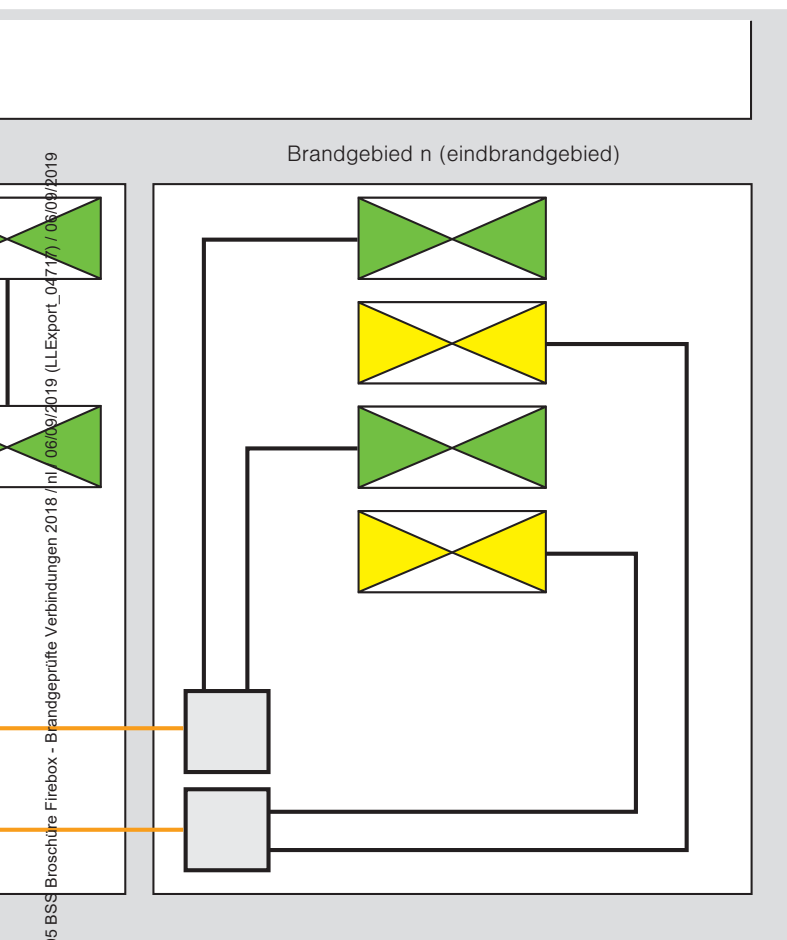 Brandgebied n (eindbrandgebied)
05 BSS Broschüre Firebox - Brandgeprüfte Verbindungen 2018 / nl / 06/09/2019 (LLExport_04717) / 06/09/2019